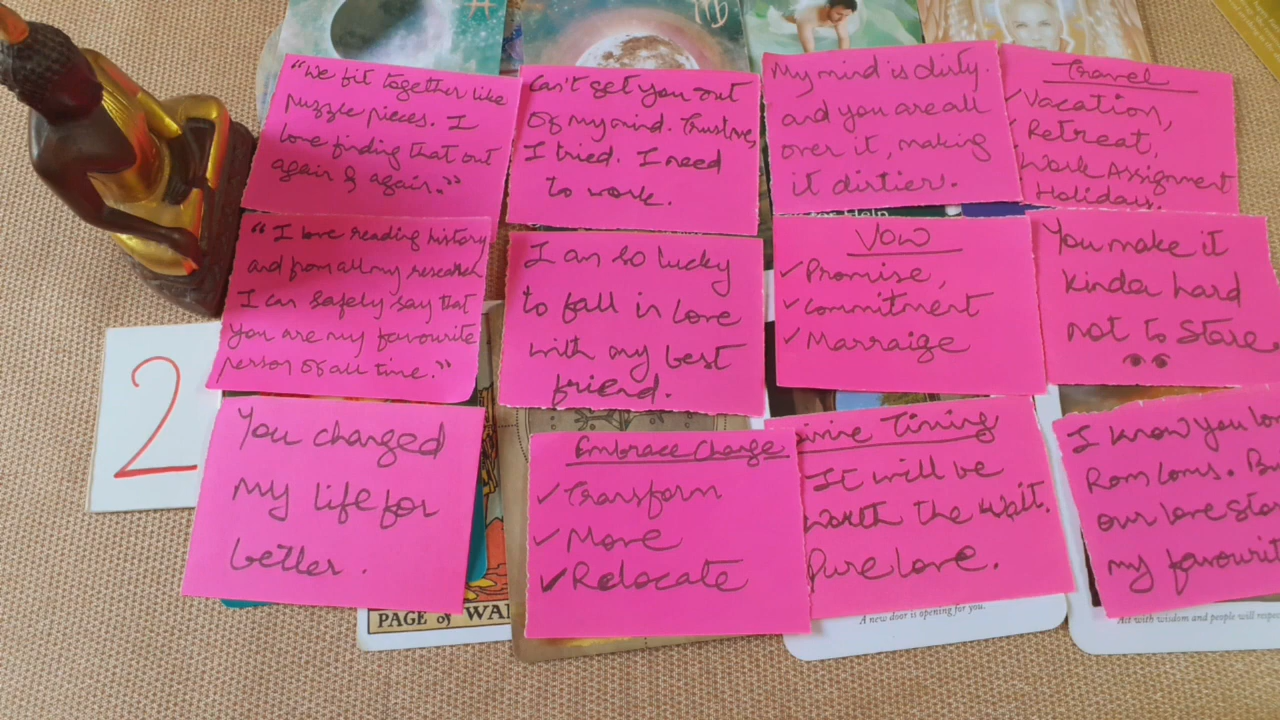 "We fit together like
Puzzle pieces. I
love finding that out
again & again."
Can't get you out
Of my mind. Trust me,
I tried. I need
to work.
My mind is dirty.
and you are all
over it, making
it dirtier.
Travel
✓ Vacation,
✓ Retreat,
Work Assignment
Holidays.
"I love reading history
and from all my research
I can safely say that
you are my favourite
person of all time."
I am so lucky
to fall in love
with my best
friend.
Help
Vow
✓ Promise,
✓ Commitment
✓ Marraige
You make it
kinda hard
not to stare.
2
You changed
my life for
better.
Embrace Change
✓ Transform
✓ Move
✓ Relocate
Timing
It will be
worth the wait.
Pure love.
I know you lo
Rom Coms. Bu
our love sto
my favourit
PAGE of WA
A new door is opening for you.
Act with wisdom and people will respec